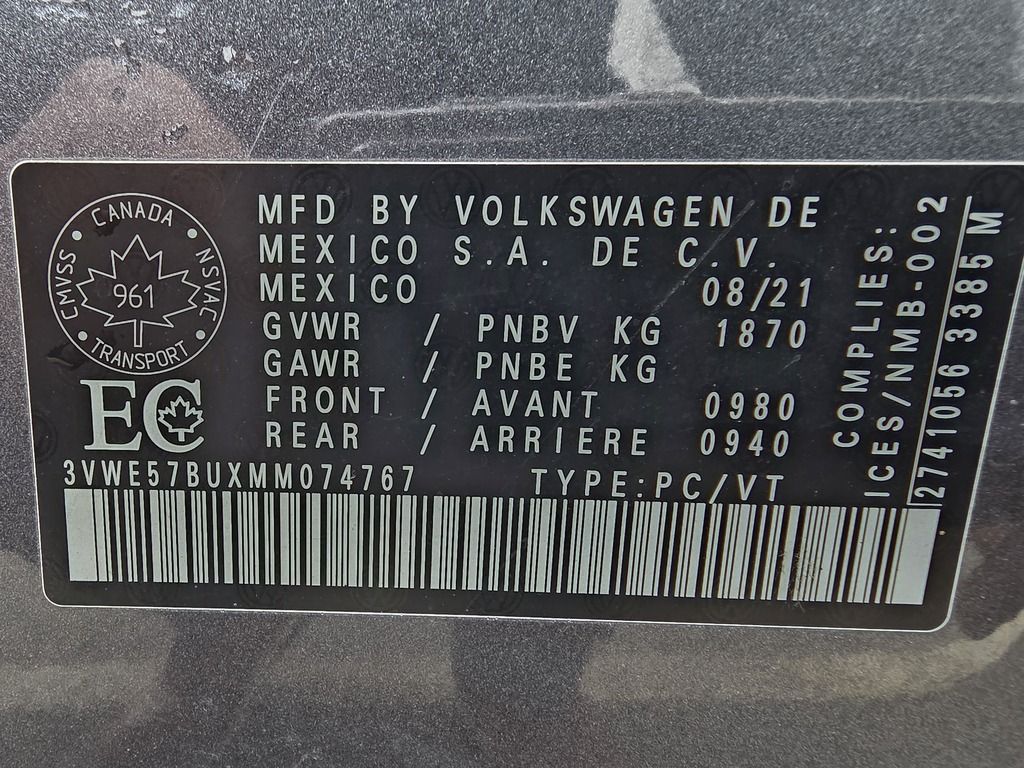 CANADA
CMVSS
NSVAC
961
TRANSPORT
EC
MFD BY VOLKSWAGEN DE
MEXICO S.A. DE C.V.
MEXICO 08/21
GVWR / PNBV KG 1870
GAWR / PNBE KG
FRONT / AVANT 0980
REAR / ARRIERE 0940
3VWE57BUXMM074767 TYPE:PC/VT
COMPLIES:
ICES/NMB-002
2741056 3385 M